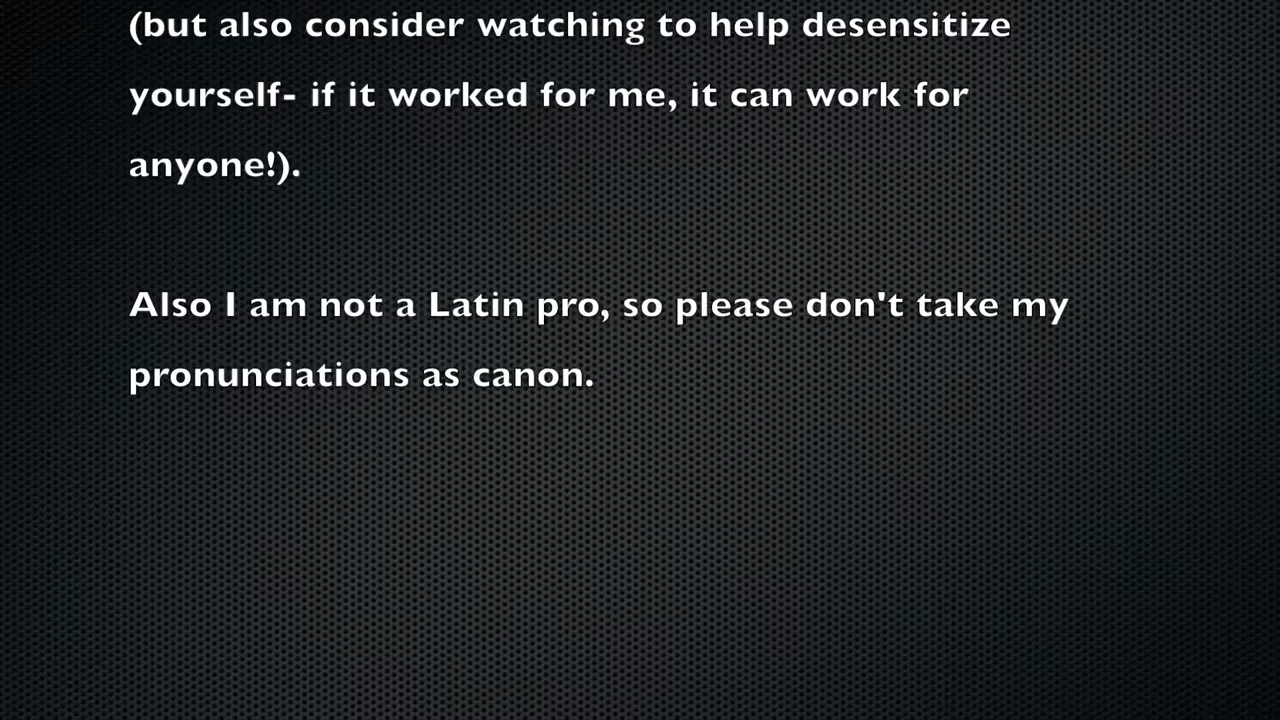 (but also consider watching to help desensitize
yourself- if it worked for me, it can work for
anyone!).
Also I am not a Latin pro, so please don't take my
pronunciations as canon.